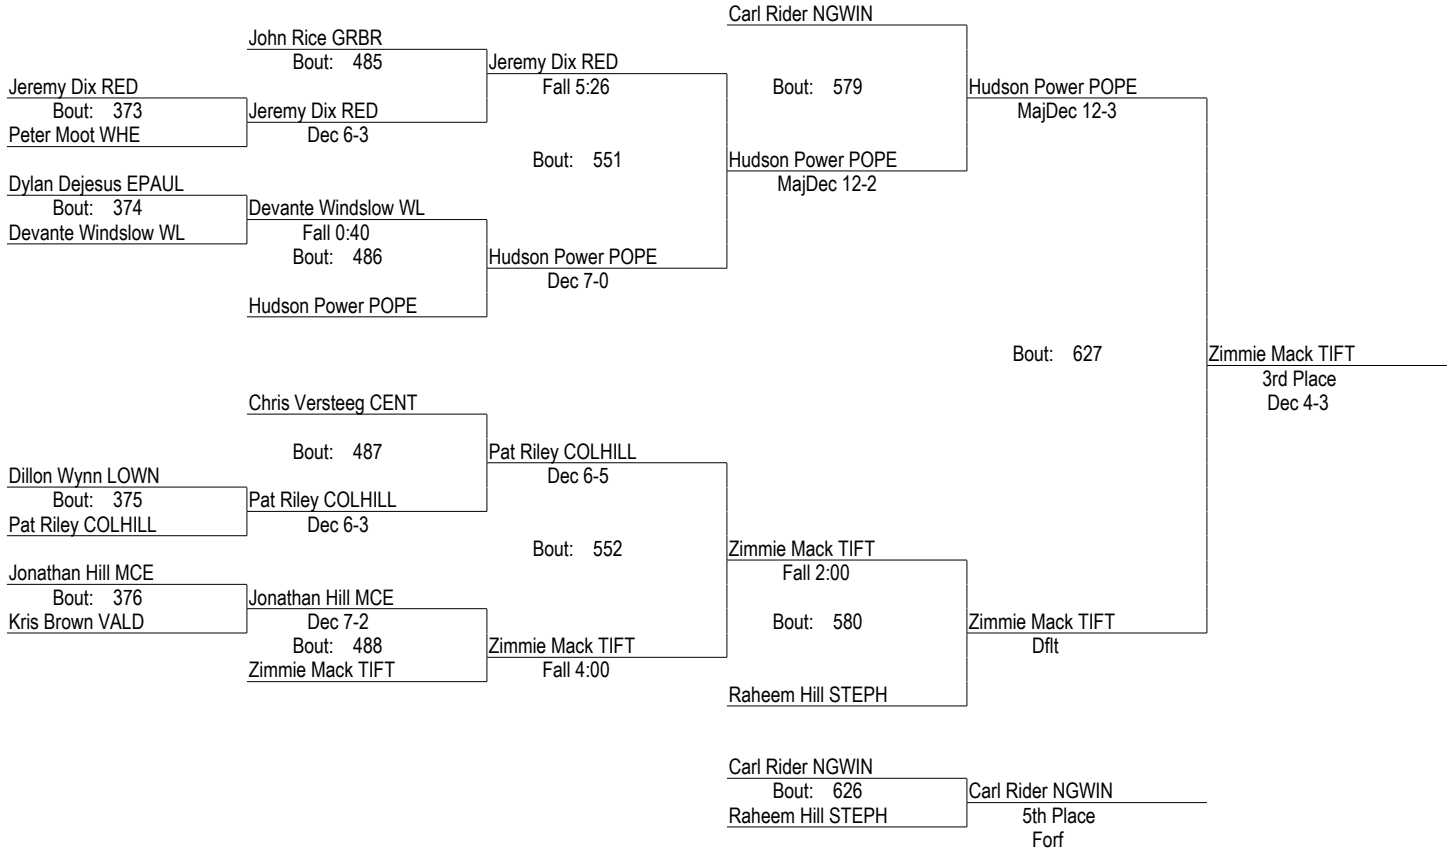 Carl Rider NGWIN
John Rice GRBR
Bout: 485
Jeremy Dix RED
Fall 5:26
Bout: 579
Jeremy Dix RED
Hudson Power POPE
Bout: 373
Jeremy Dix RED
MajDec 12-3
Peter Moot WHE
Dec 6-3
Bout: 551
Hudson Power POPE
MajDec 12-2
Dylan Dejesus EPAUL
Bout: 374
Devante Windslow WL
Devante Windslow WL
Fall 0:40
Bout: 486
Hudson Power POPE
Dec 7-0
Hudson Power POPE
Bout: 627
Zimmie Mack TIFT
3rd Place
Dec 4-3
Chris Versteeg CENT
Bout: 487
Pat Riley COLHILL
Dec 6-5
Dillon Wynn LOWN
Bout: 375
Pat Riley COLHILL
Pat Riley COLHILL
Dec 6-3
Bout: 552
Zimmie Mack TIFT
Fall 2:00
Jonathan Hill MCE
Bout: 376
Jonathan Hill MCE
Kris Brown VALD
Dec 7-2
Bout: 580
Zimmie Mack TIFT
Dflt
Bout: 488
Zimmie Mack TIFT
Fall 4:00
Zimmie Mack TIFT
Raheem Hill STEPH
Carl Rider NGWIN
Bout: 626
Carl Rider NGWIN
Raheem Hill STEPH
5th Place
Forf